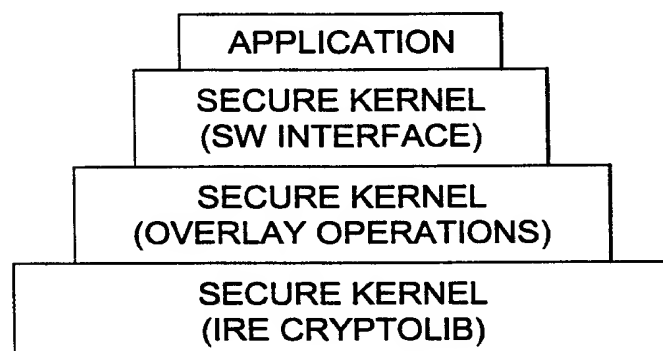 APPLICATION
SECURE KERNEL
(SW INTERFACE)
SECURE KERNEL
(OVERLAY OPERATIONS)
SECURE KERNEL
(IRE CRYPTOLIB)